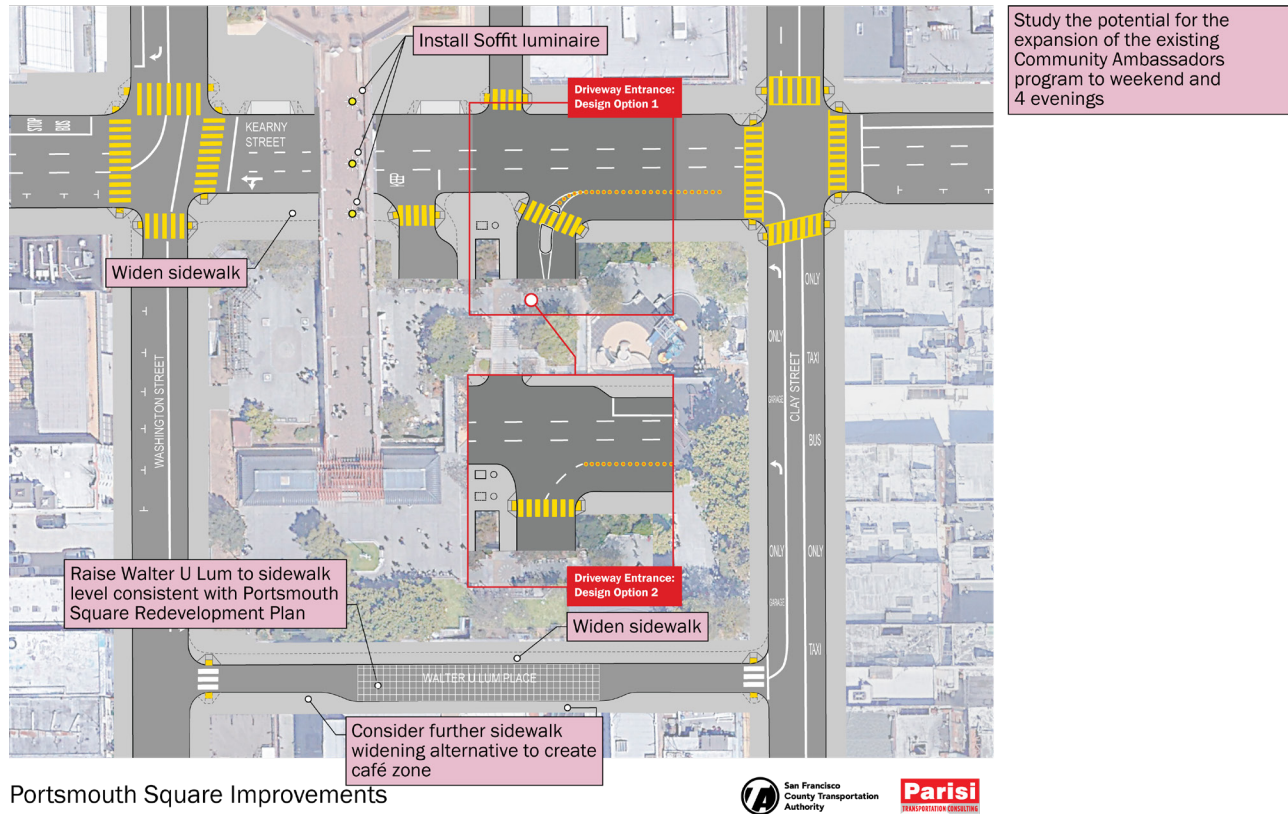 Install Soffit luminaire
Study the potential for the
expansion of the existing
Community Ambassadors
program to weekend and
4 evenings
Driveway Entrance:
Design Option 1
STOP
BUS
KEARNY
STREET
Widen sidewalk
WASHINGTON STREET
ONLY
ONLY
TAXI
GARAGE
CLAY STREET
BUS
ONLY
ONLY
GARAGE
TAXI
Raise Walter U Lum to sidewalk
level consistent with Portsmouth
Square Redevelopment Plan
Driveway Entrance:
Design Option 2
Widen sidewalk
WALTER U LUM PLACE
Consider further sidewalk
widening alternative to create
café zone
Portsmouth Square Improvements
San Francisco
County Transportation
Authority
Parisi
TRANSPORTATION CONSULTING